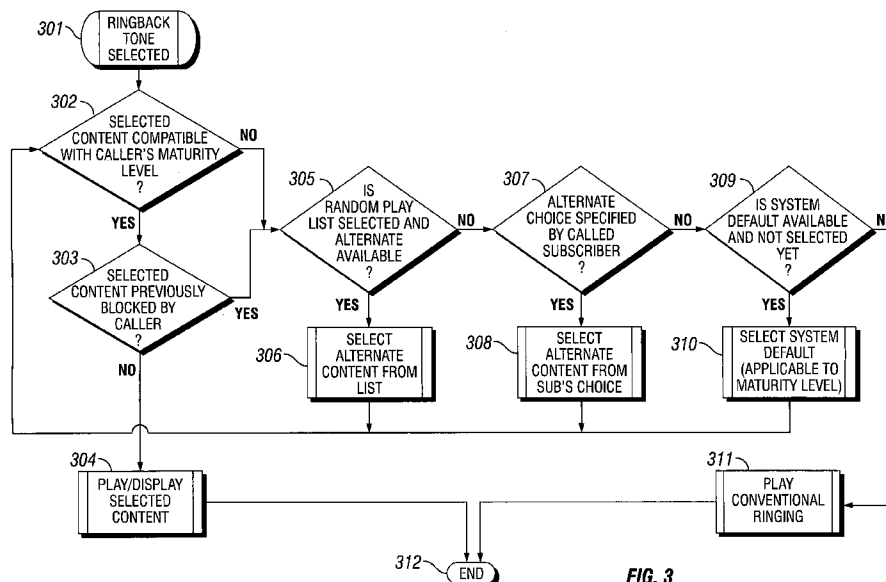 301
RINGBACK
TONE
SELECTED
302
SELECTED
CONTENT COMPATIBLE
WITH CALLER'S MATURITY
LEVEL
?
NO
YES
303
SELECTED
CONTENT PREVIOUSLY
BLOCKED BY
CALLER
?
YES
NO
304
PLAY/DISPLAY
SELECTED
CONTENT
305
IS
RANDOM PLAY
LIST SELECTED AND
ALTERNATE
AVAILABLE
?
NO
YES
306
SELECT
ALTERNATE
CONTENT FROM
LIST
307
ALTERNATE
CHOICE SPECIFIED
BY CALLED
SUBSCRIBER
?
NO
YES
308
SELECT
ALTERNATE
CONTENT FROM
SUB'S CHOICE
309
IS SYSTEM
DEFAULT AVAILABLE
AND NOT SELECTED
YET
?
YES
310
SELECT SYSTEM
DEFAULT
(APPLICABLE TO
MATURITY LEVEL)
311
PLAY
CONVENTIONAL
RINGING
312
END
FIG. 3